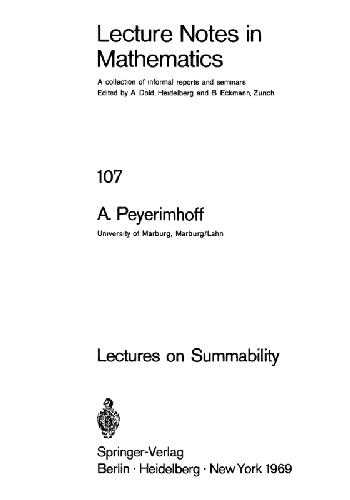 Lecture Notes in
Mathematics
A collection of informal reports and seminars
Edited by A. Dold, Heidelberg and B. Eckmann, Zürich
107
A. Peyerimhoff
University of Marburg, Marburg/Lahn
Lectures on Summability
Springer-Verlag
Berlin · Heidelberg · New York 1969